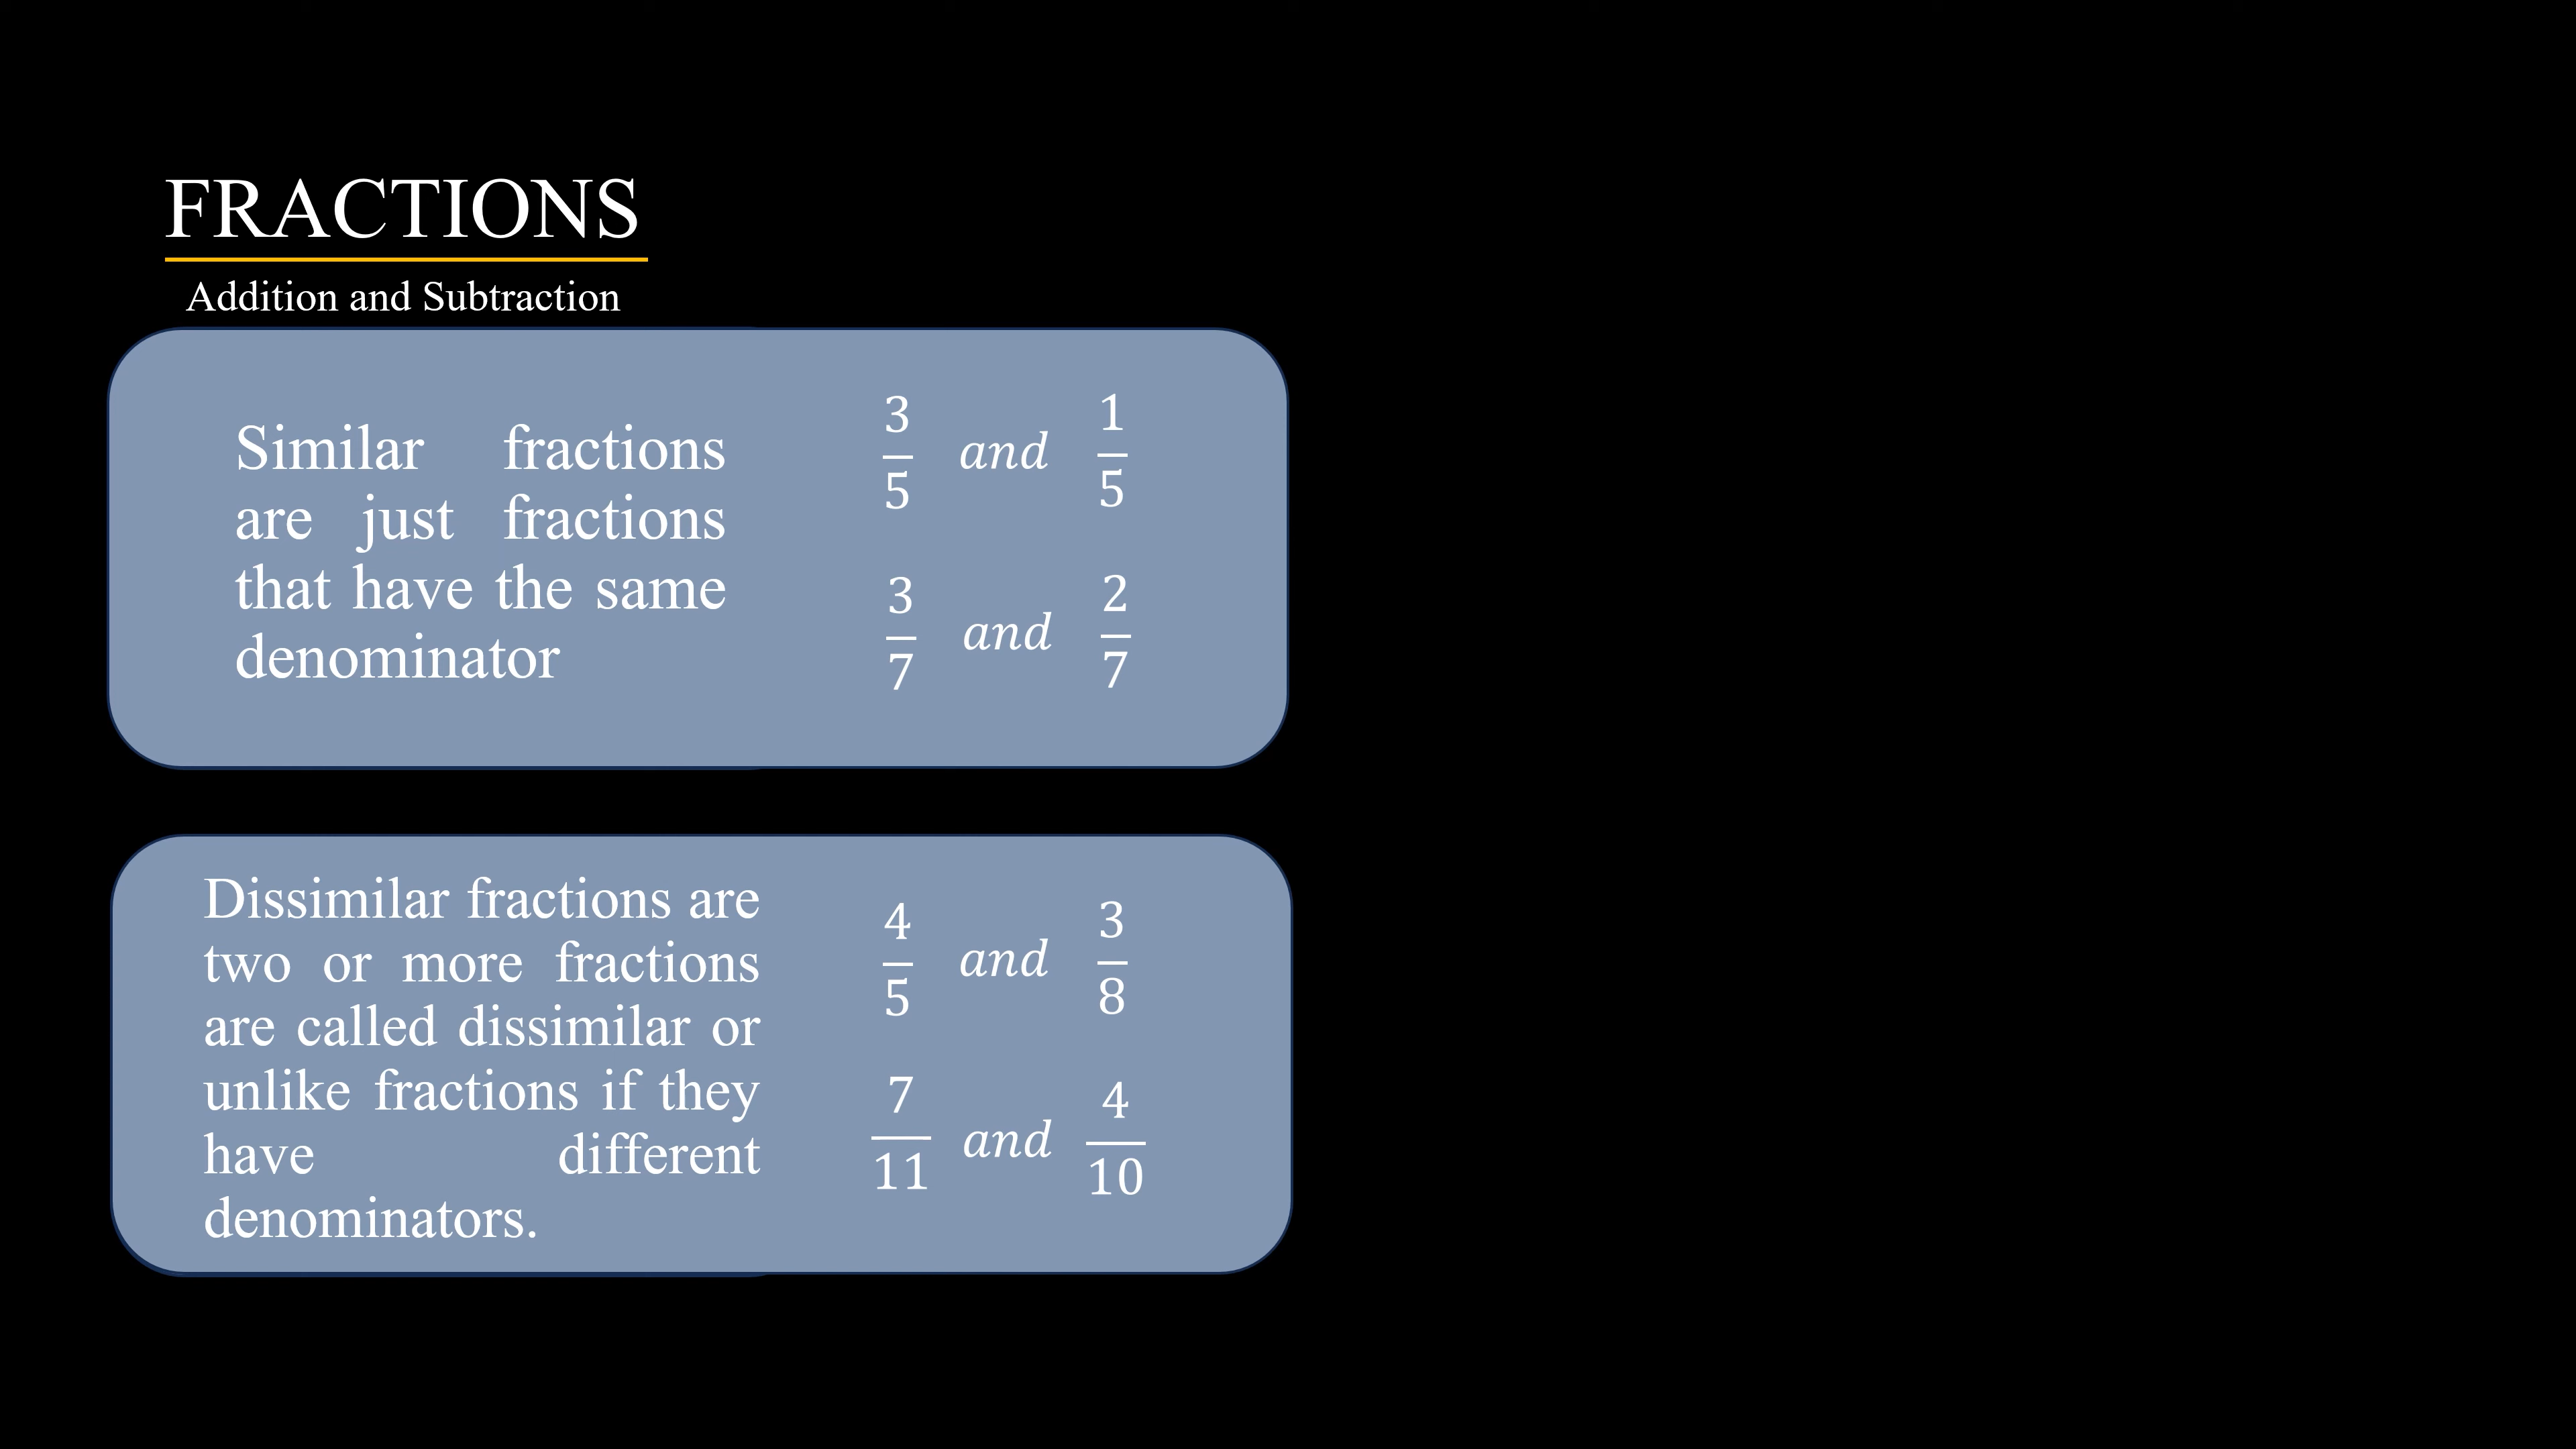 FRACTIONS
Addition and Subtraction
Similar fractions
are just fractions
that have the same
denominator
3/5 and 1/5
3/7 and 2/7
Dissimilar fractions are
two or more fractions
are called dissimilar or
unlike fractions if they
have different
denominators.
4/5 and 3/8
7/11 and 4/10